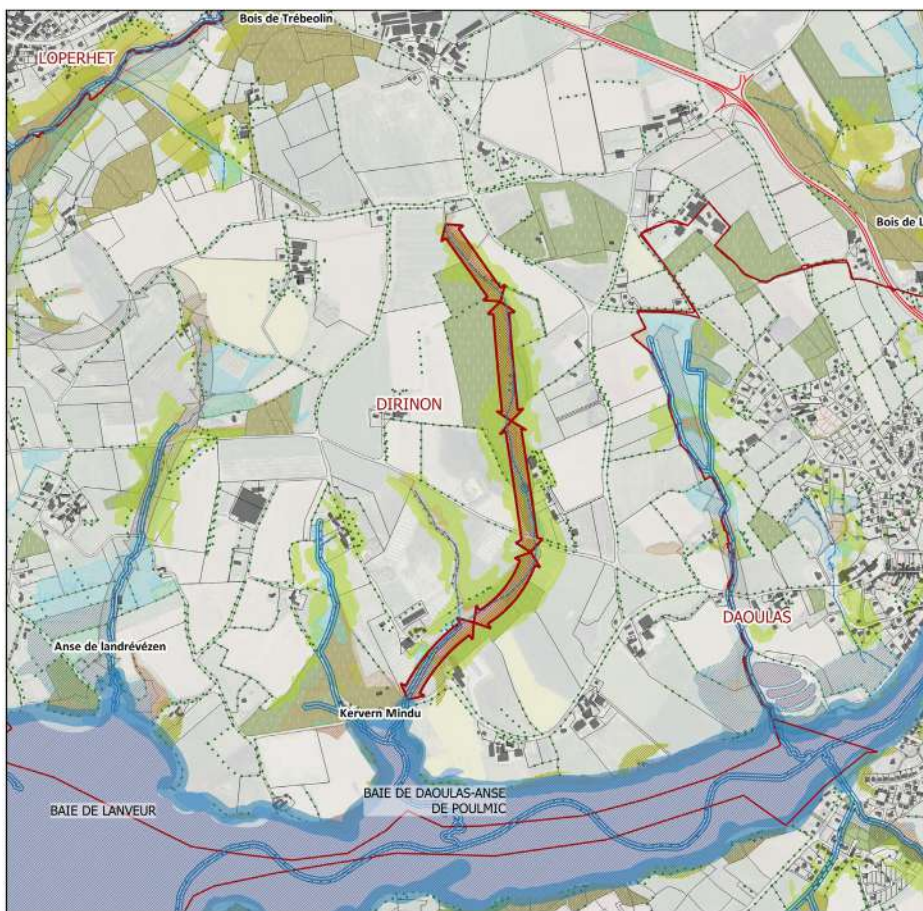 Bois de Trébeolin
LOPERHET
Bois de L
DIRINON
DAOULAS
Anse de landrévézen
Kervern Mindu
BAIE DE LANVEUR
BAIE DE DAOULAS-ANSE
DE POULMIC